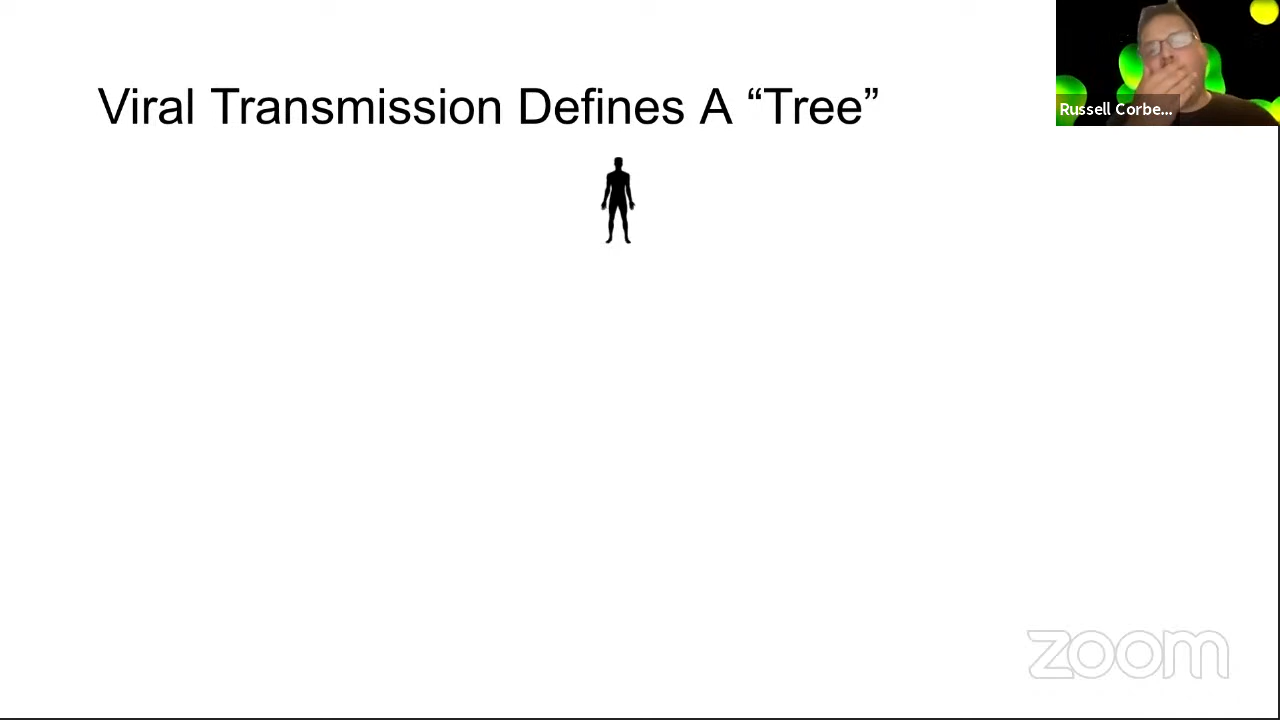 Viral Transmission Defines A “Tree”
Russell Corbe...
zoom